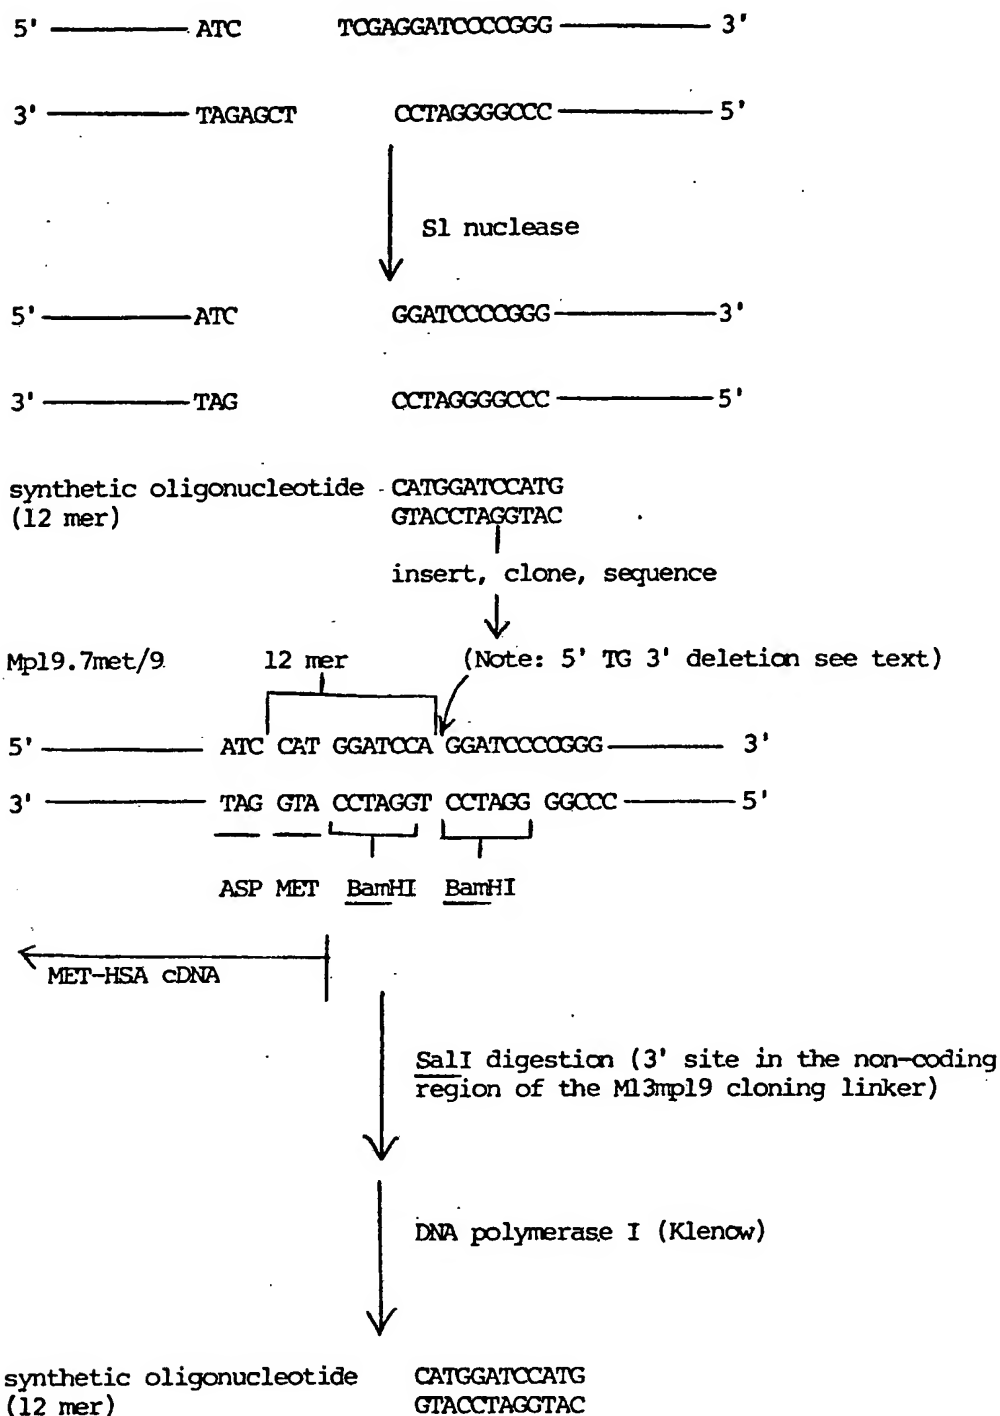 5' ATC TCGAGGATCCCCGGG 3'
3' TAGAGCT CCTAGGGGCCC 5'
S1 nuclease
5' ATC GGATCCCCGGG 3'
3' TAG CCTAGGGGCCC 5'
synthetic oligonucleotide CATGGATCCATG
(12 mer) GTACCTAGGTAC
insert, clone, sequence
Mp19.7met/9 12 mer (Note: 5' TG 3' deletion see text)
5' ATC CAT GGATCCA GGATCCCCGGG 3'
3' TAG GTA CCTAGGT CCTAGG GGCCC 5'
ASP MET BamHI BamHI
MET-HSA cDNA
SalI digestion (3' site in the non-coding
region of the M13mp19 cloning linker)
DNA polymerase I (Klenow)
synthetic oligonucleotide CATGGATCCATG
(12 mer) GTACCTAGGTAC